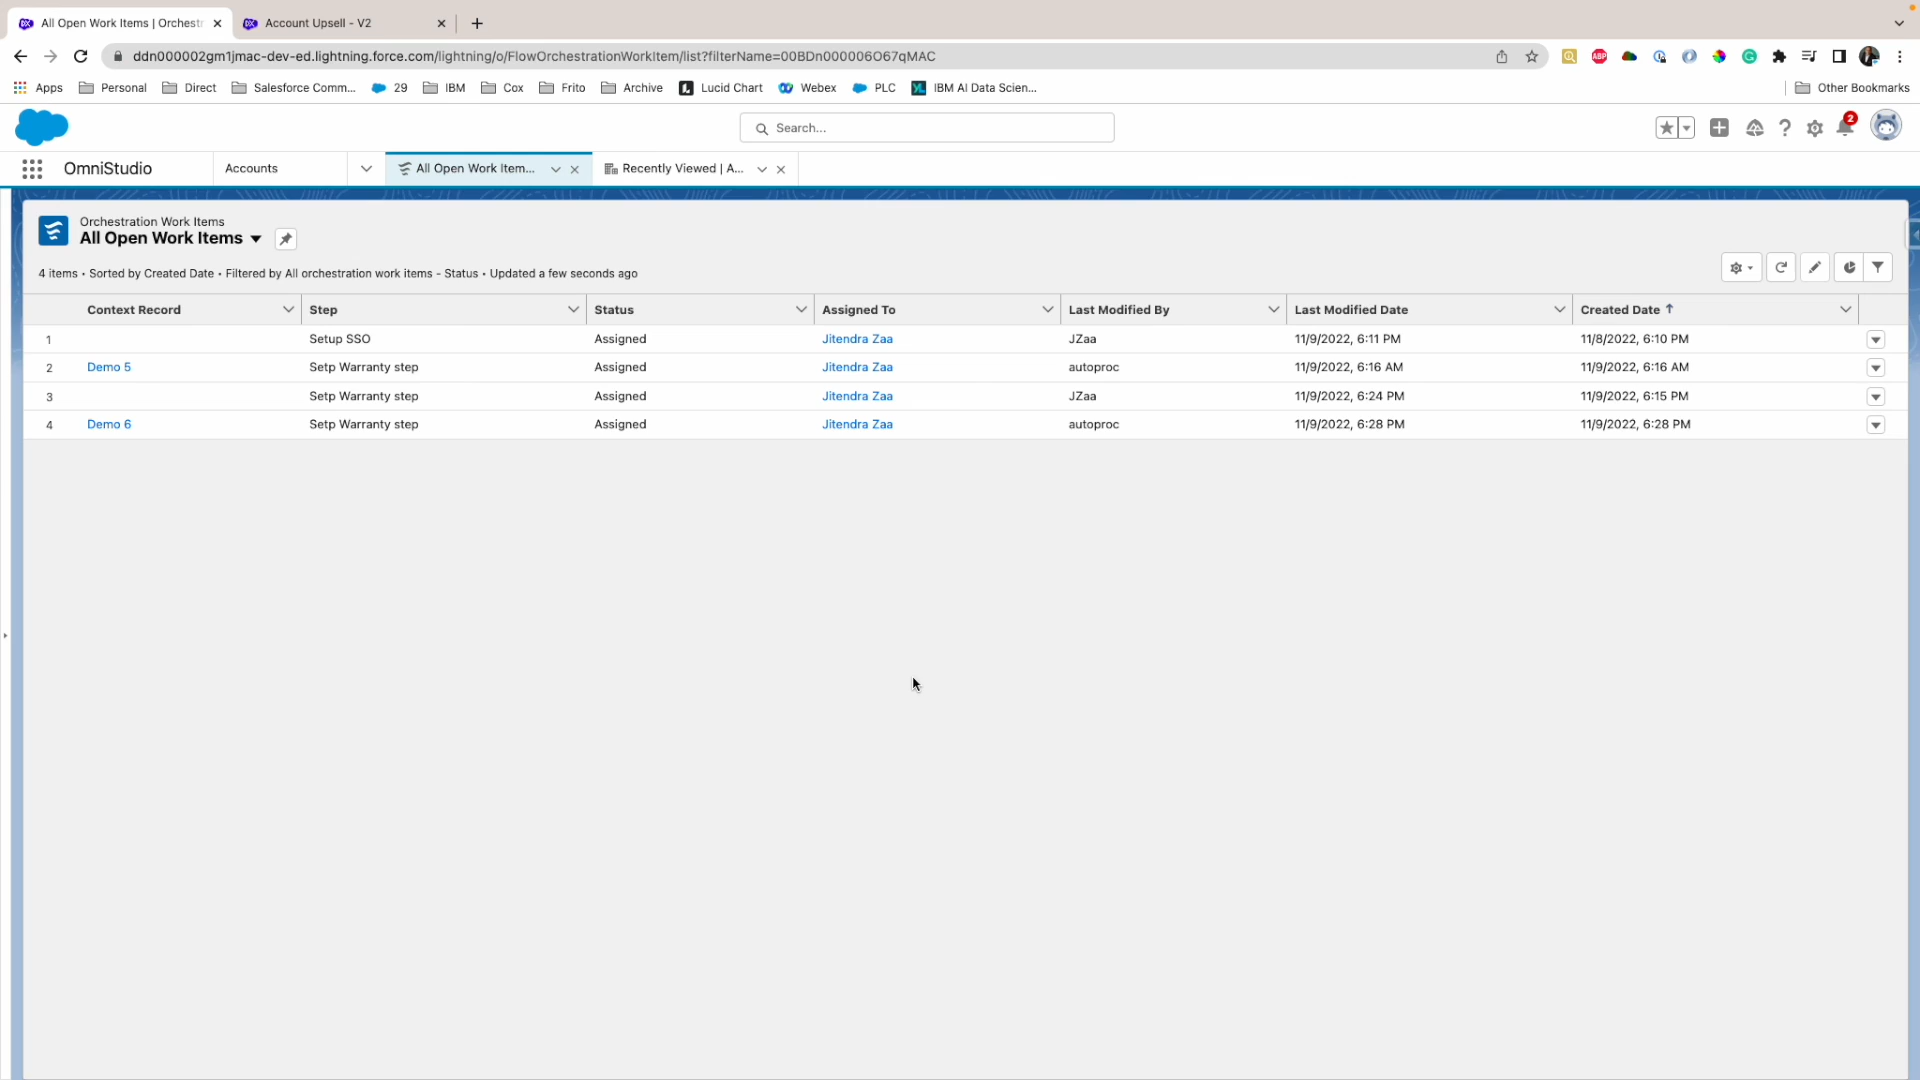 All Open Work Items | Orchestr
Account Upsell - V2
ddn000002gm1jmac-dev-ed.lightning.force.com/lightning/o/FlowOrchestrationWorkItem/list?filterName=00BDn000006O67qMAC
ABP
Apps
Personal
Direct
Salesforce Comm...
29
IBM
Cox
Frito
Archive
Lucid Chart
Webex
PLC
IBM AI Data Scien...
Other Bookmarks
Search...
2
OmniStudio
Accounts
All Open Work Item...
Recently Viewed | A...
Orchestration Work Items
All Open Work Items
4 items • Sorted by Created Date • Filtered by All orchestration work items - Status • Updated a few seconds ago
Context Record Step Status Assigned To Last Modified By Last Modified Date Created Date
1 Setup SSO Assigned Jitendra Zaa JZaa 11/9/2022, 6:11 PM 11/8/2022, 6:10 PM
2 Demo 5 Setp Warranty step Assigned Jitendra Zaa autoproc 11/9/2022, 6:16 AM 11/9/2022, 6:16 AM
3 Setp Warranty step Assigned Jitendra Zaa JZaa 11/9/2022, 6:24 PM 11/9/2022, 6:15 PM
4 Demo 6 Setp Warranty step Assigned Jitendra Zaa autoproc 11/9/2022, 6:28 PM 11/9/2022, 6:28 PM